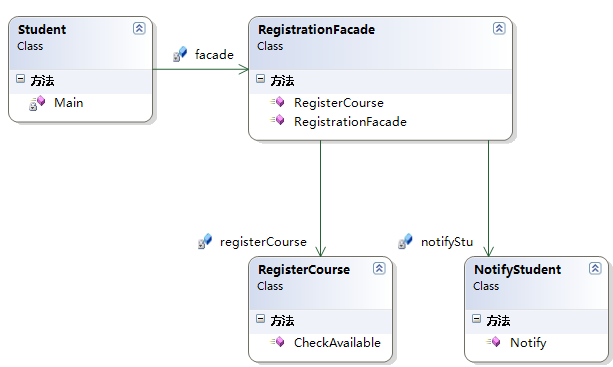 Student
Class
方法
Main
facade
RegistrationFacade
Class
方法
RegisterCourse
RegistrationFacade
registerCourse
notifyStu
RegisterCourse
Class
方法
CheckAvailable
NotifyStudent
Class
方法
Notify